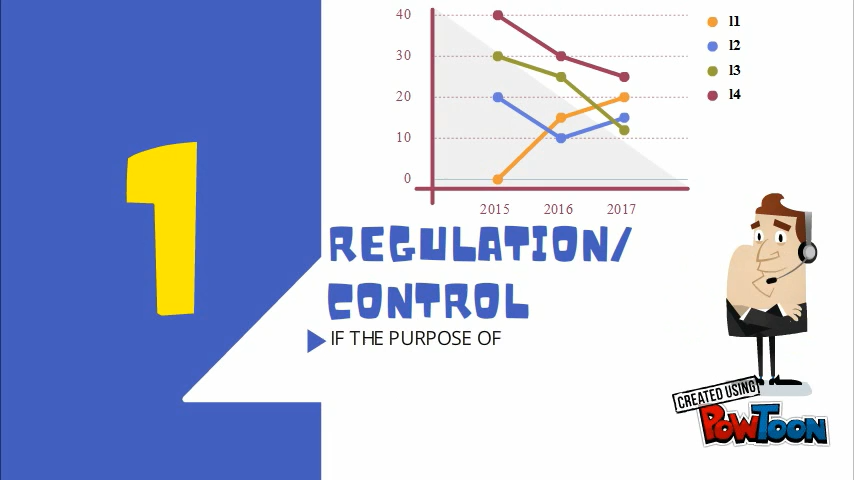 1
40
30
20
10
0
2015 2016 2017
l1
l2
l3
l4
REGULATION/
CONTROL
IF THE PURPOSE OF
CREATED USING
POWTOON